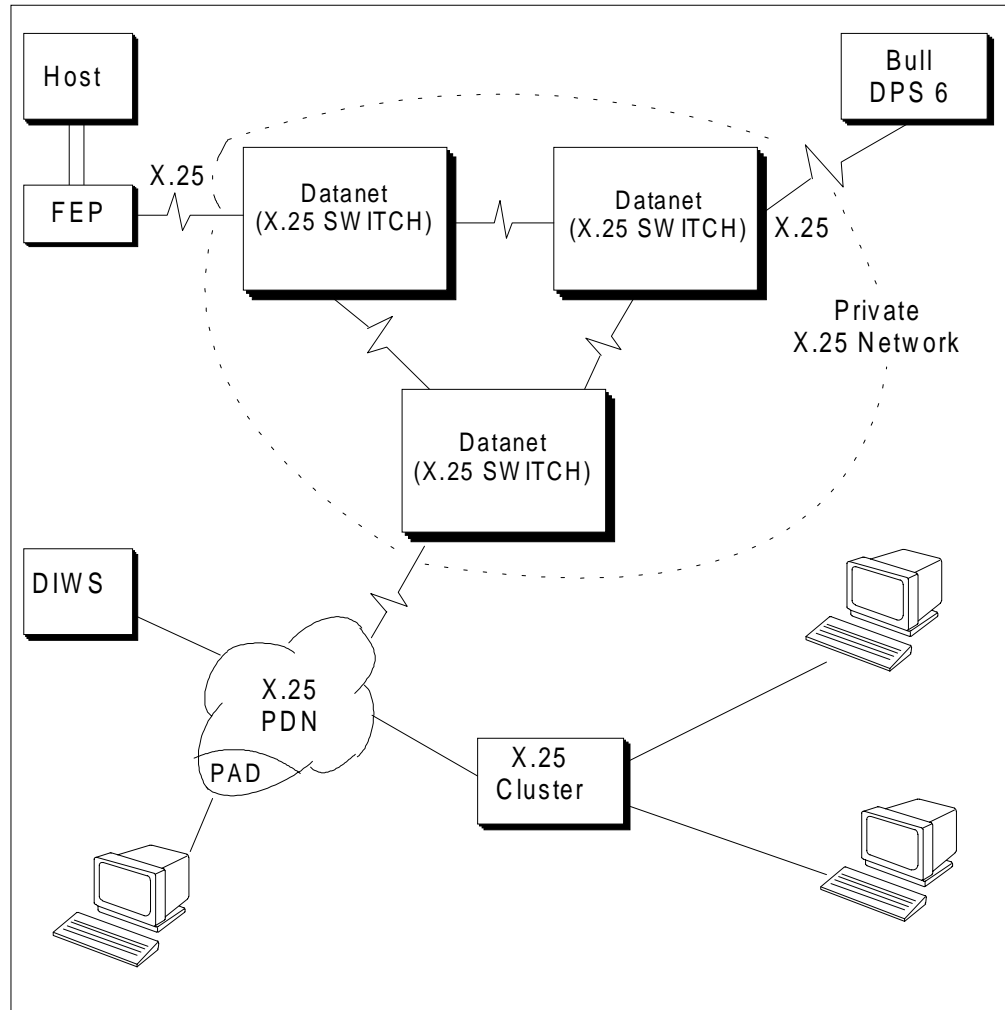 Host
Bull
DPS 6
X.25
FEP
Datanet
(X.25 SWITCH)
Datanet
(X.25 SWITCH)
X.25
Private
X.25 Network
Datanet
(X.25 SWITCH)
DIWS
X.25
PDN
PAD
X.25
Cluster